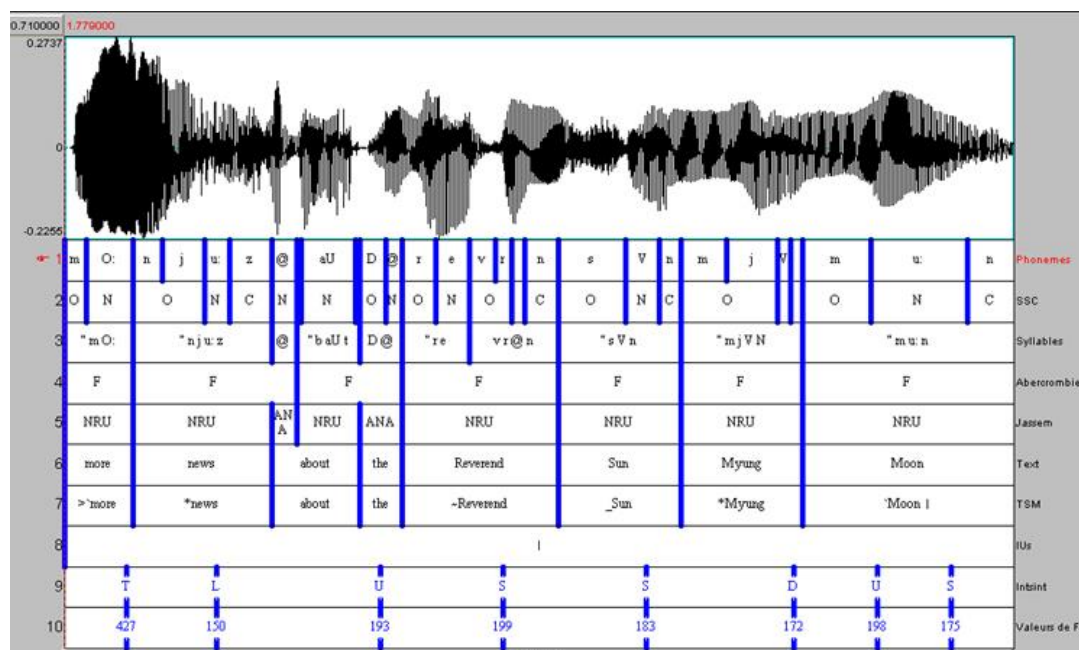 0.710000 1.779000
0.2737
0
-0.2255
1 m O: n j u: z @ aU D @ r e v r n s V n m j V m u: n Phonemes
2 O N O N C N N O N O N O C O N C O O N C SSC
3 "mO: "nju:z @ "baUt D@ "re vr@n "sVn "mjVN "mu:n Syllables
4 F F F F F F F Abercrombie
5 NRU NRU ANA NRU ANA NRU NRU NRU NRU Jassem
6 more news about the Reverend Sun Myung Moon Text
7 >`more *news about the ~Reverend _Sun *Myung `Moon | TSM
8 | IUs
9 T L U S S D U S Intsint
10 427 150 193 199 183 172 198 175 Valeurs de F